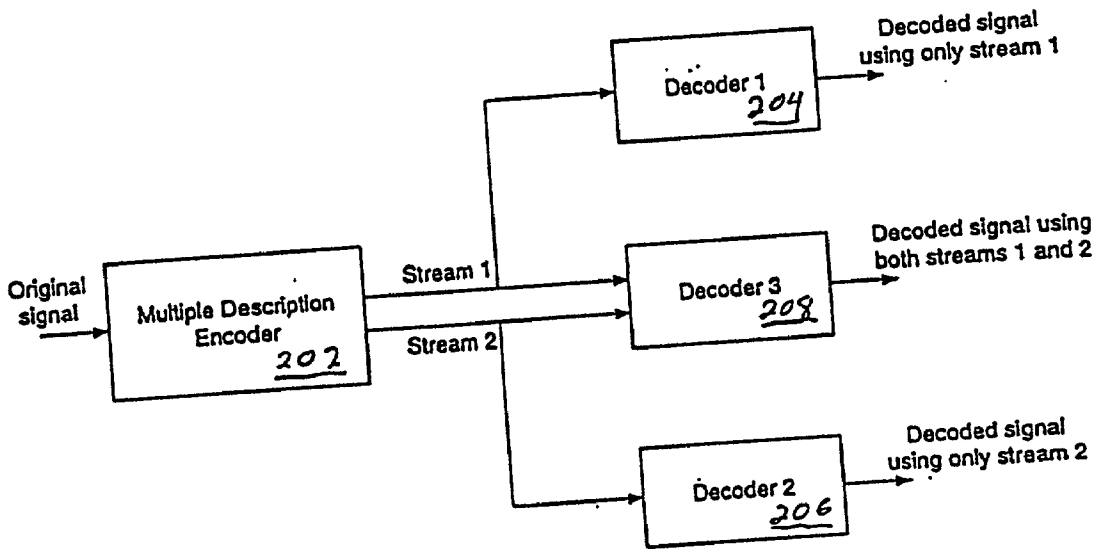 Decoded signal
using only stream 1
Decoder 1
204
Original
signal
Multiple Description
Encoder
202
Stream 1
Stream 2
Decoder 3
208
Decoded signal using
both streams 1 and 2
Decoder 2
206
Decoded signal
using only stream 2